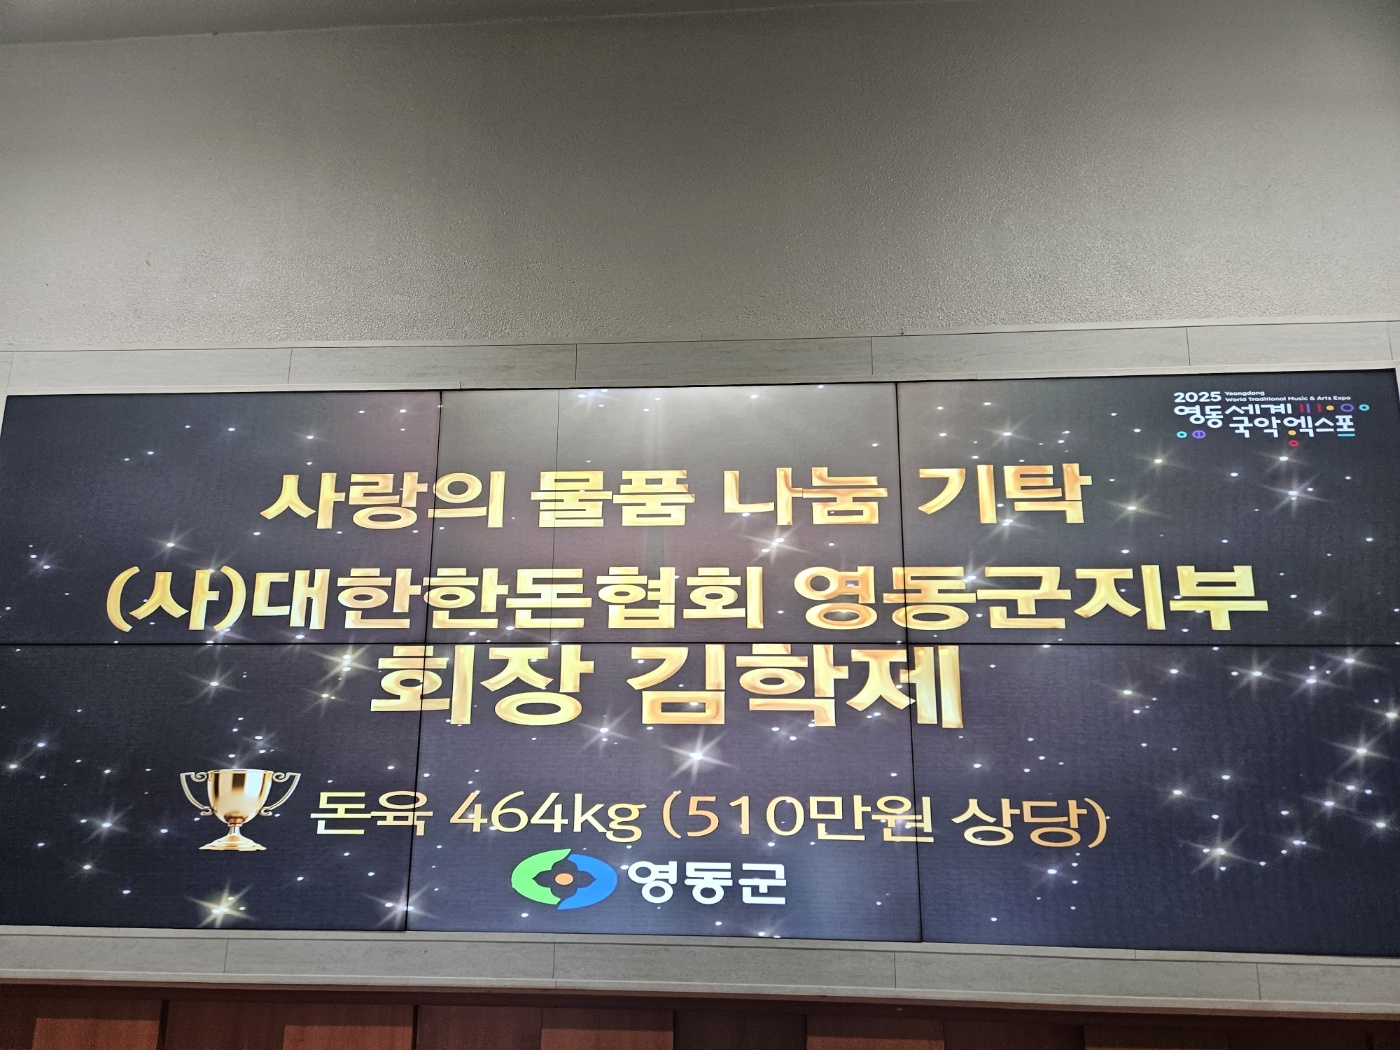 2025 Yeongdong
World Traditional Music & Arts Expo
영동세계
국악엑스포
사랑의 물품 나눔 기탁
(사)대한한돈협회 영동군지부
회장 김학제
돈육 464kg (510만원 상당)
영동군